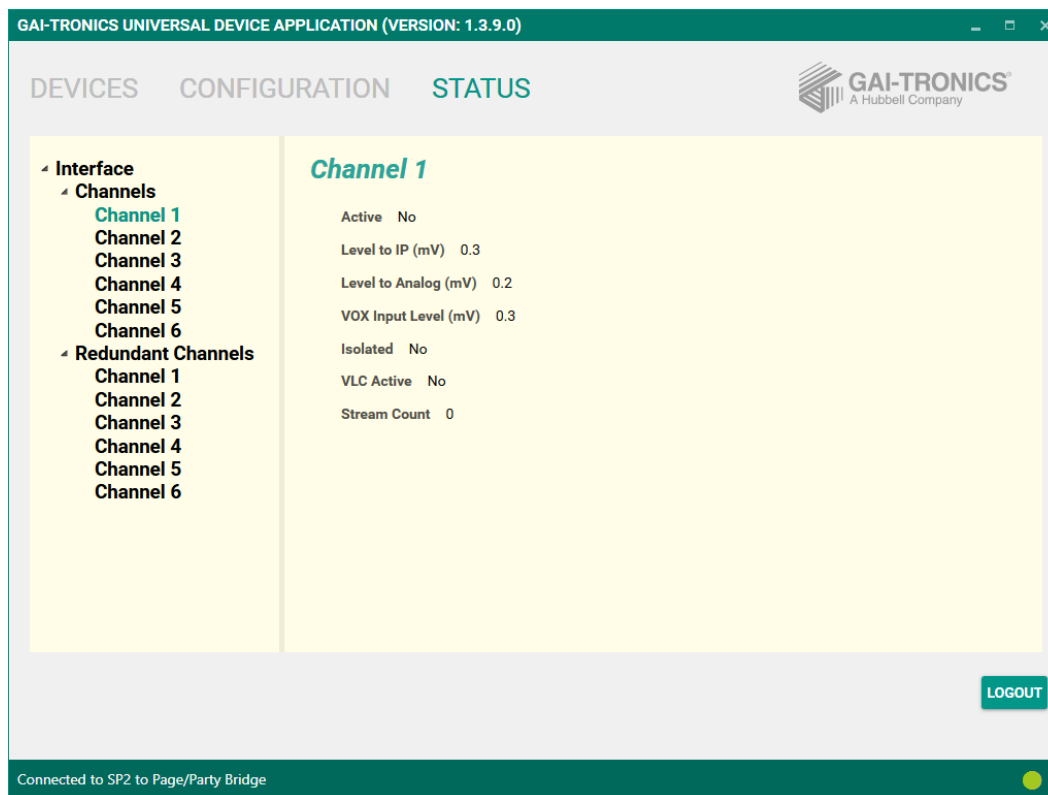 GAI-TRONICS UNIVERSAL DEVICE APPLICATION (VERSION: 1.3.9.0)
DEVICES CONFIGURATION STATUS
GAI-TRONICS®
A Hubbell Company
Interface
Channels
Channel 1
Channel 2
Channel 3
Channel 4
Channel 5
Channel 6
Redundant Channels
Channel 1
Channel 2
Channel 3
Channel 4
Channel 5
Channel 6
Channel 1
Active No
Level to IP (mV) 0.3
Level to Analog (mV) 0.2
VOX Input Level (mV) 0.3
Isolated No
VLC Active No
Stream Count 0
LOGOUT
Connected to SP2 to Page/Party Bridge